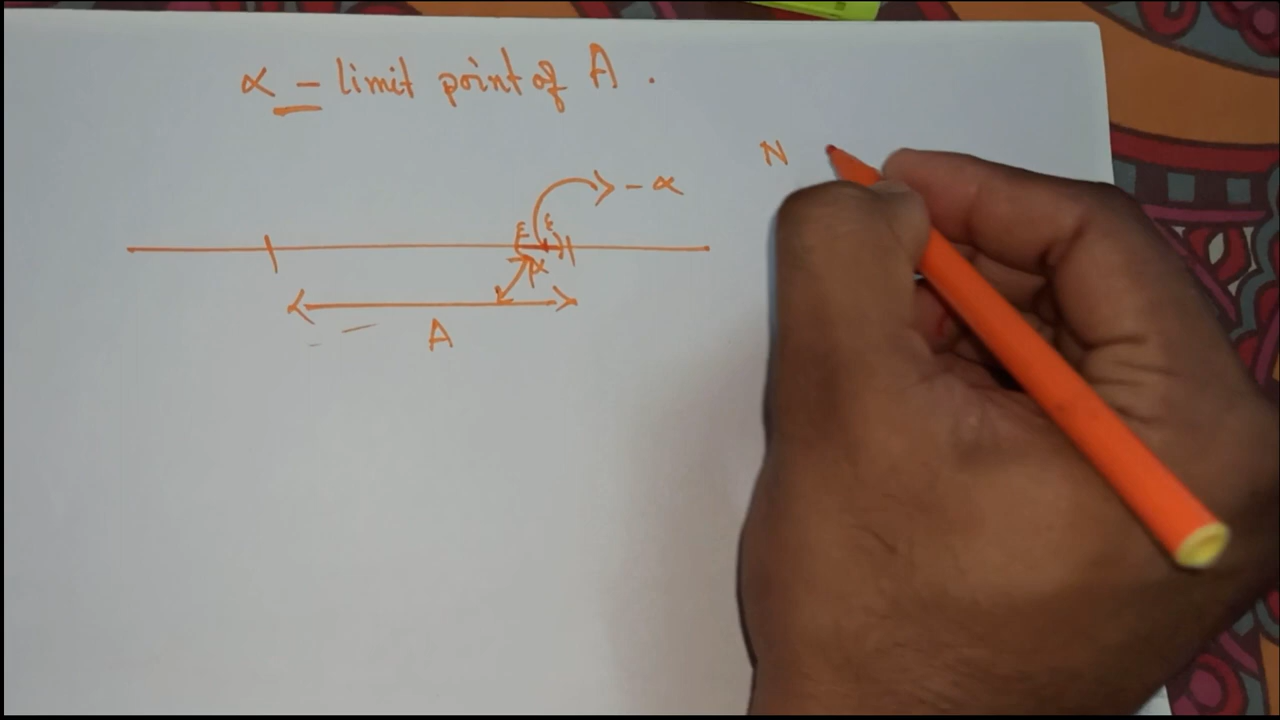 α – limit point of A .
N
– α
ε ε
α
A